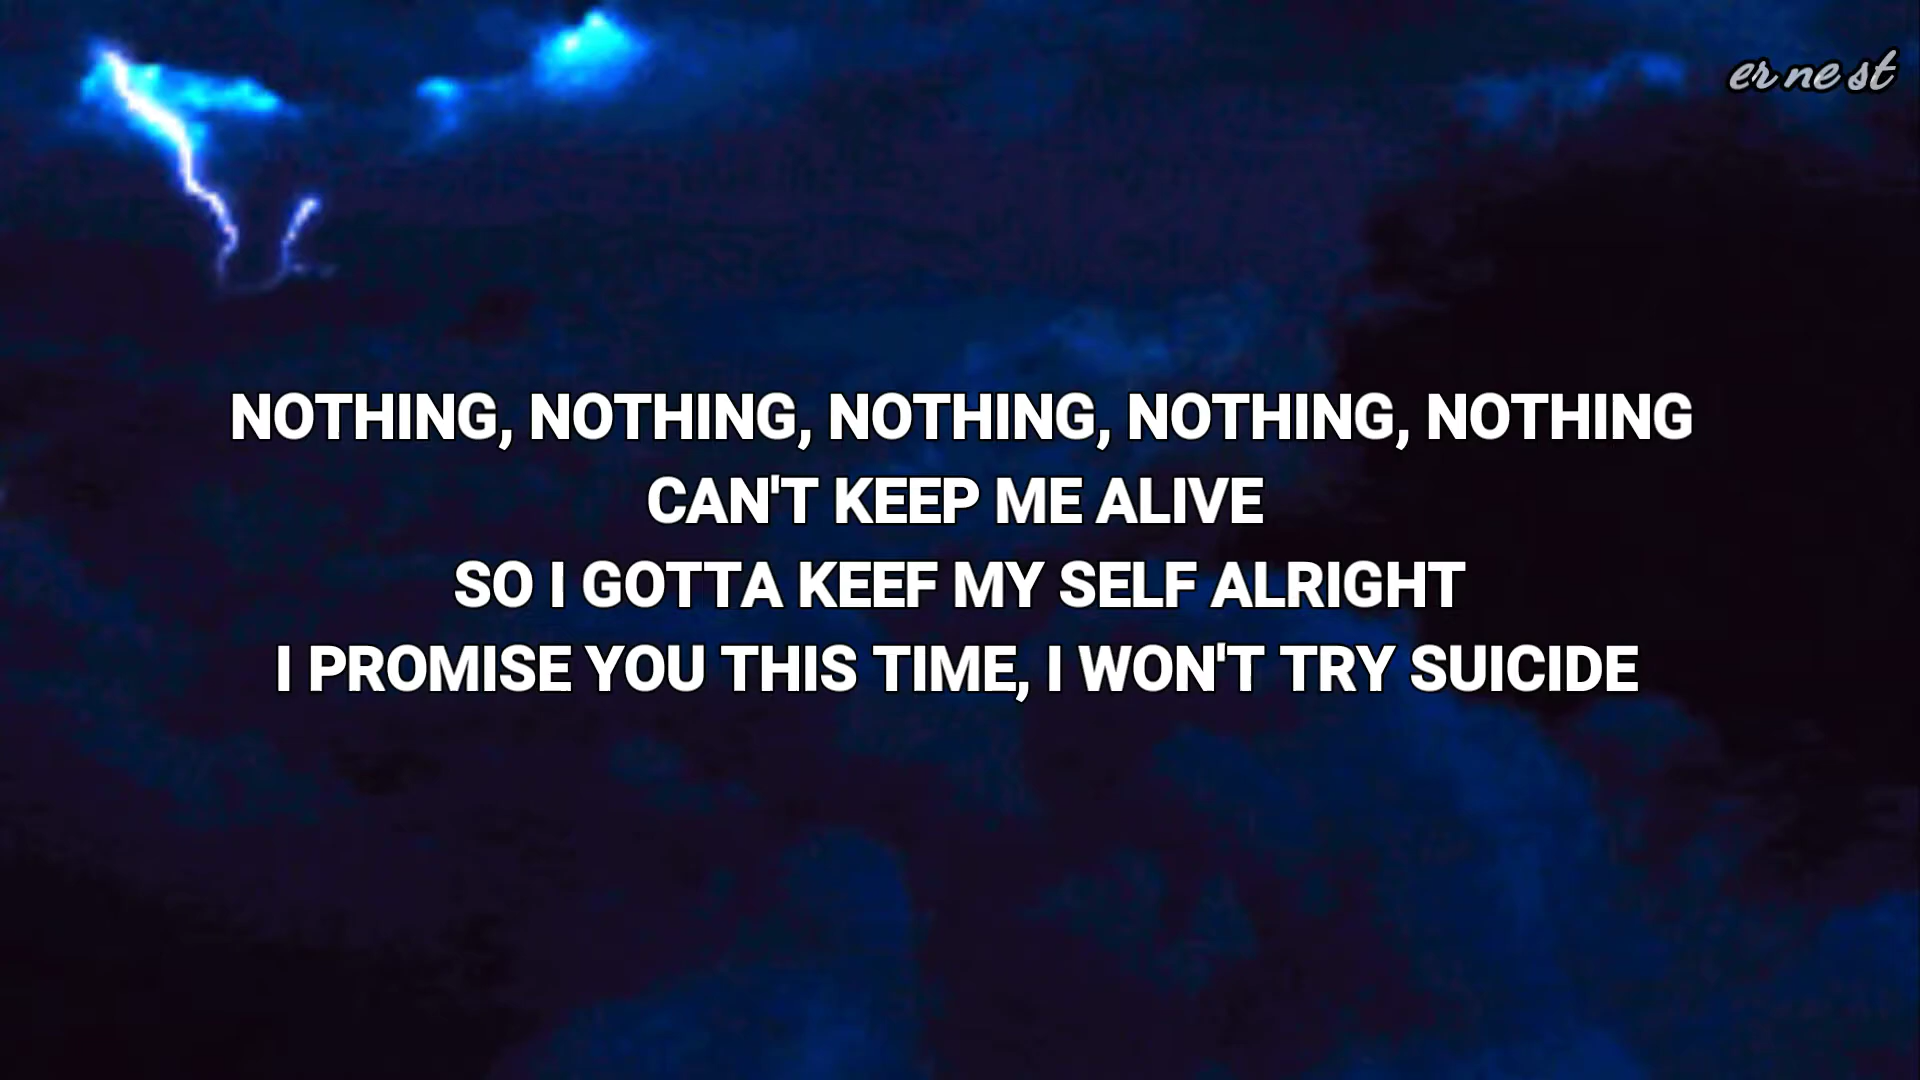 er ne st
NOTHING, NOTHING, NOTHING, NOTHING, NOTHING
CAN'T KEEP ME ALIVE
SO I GOTTA KEEF MY SELF ALRIGHT
I PROMISE YOU THIS TIME, I WON'T TRY SUICIDE